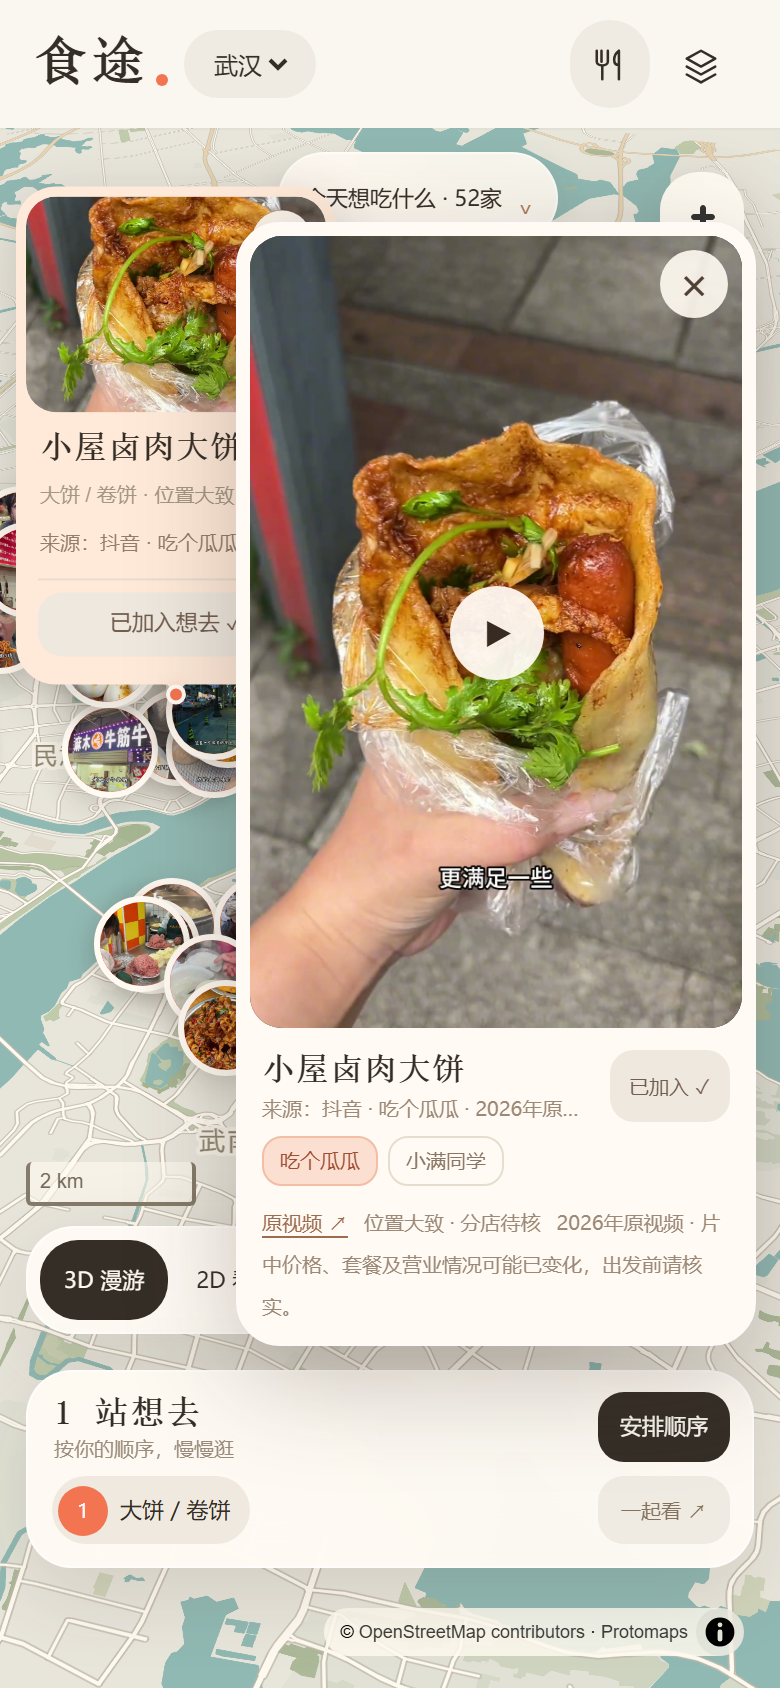 食途
武汉
今天想吃什么 · 52家
小屋卤肉大饼
大饼 / 卷饼 · 位置大致
来源：抖音 · 吃个瓜瓜
已加入想去 ✓
麻木牛筋牛
民
更满足一些
小屋卤肉大饼
已加入 ✓
来源：抖音 · 吃个瓜瓜 · 2026年原...
吃个瓜瓜 小满同学
原视频 ↗ 位置大致 · 分店待核 2026年原视频 · 片
中价格、套餐及营业情况可能已变化，出发前请核
实。
武
2 km
3D 漫游 2D
1 站想去
按你的顺序，慢慢逛
安排顺序
1 大饼 / 卷饼
一起看 ↗
© OpenStreetMap contributors · Protomaps